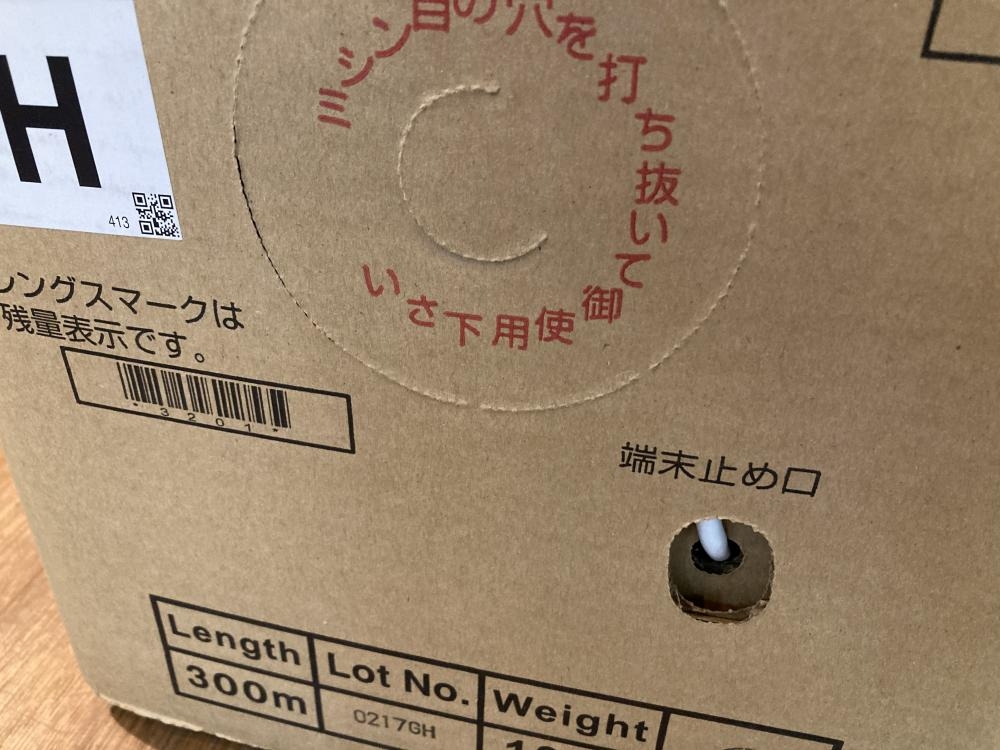 H
413
ミシン目の穴を打ち抜いて御使用下さい
レングスマークは
残量表示です。
*3201*
端末止め口
Length Lot No. Weight
300m 0217GH